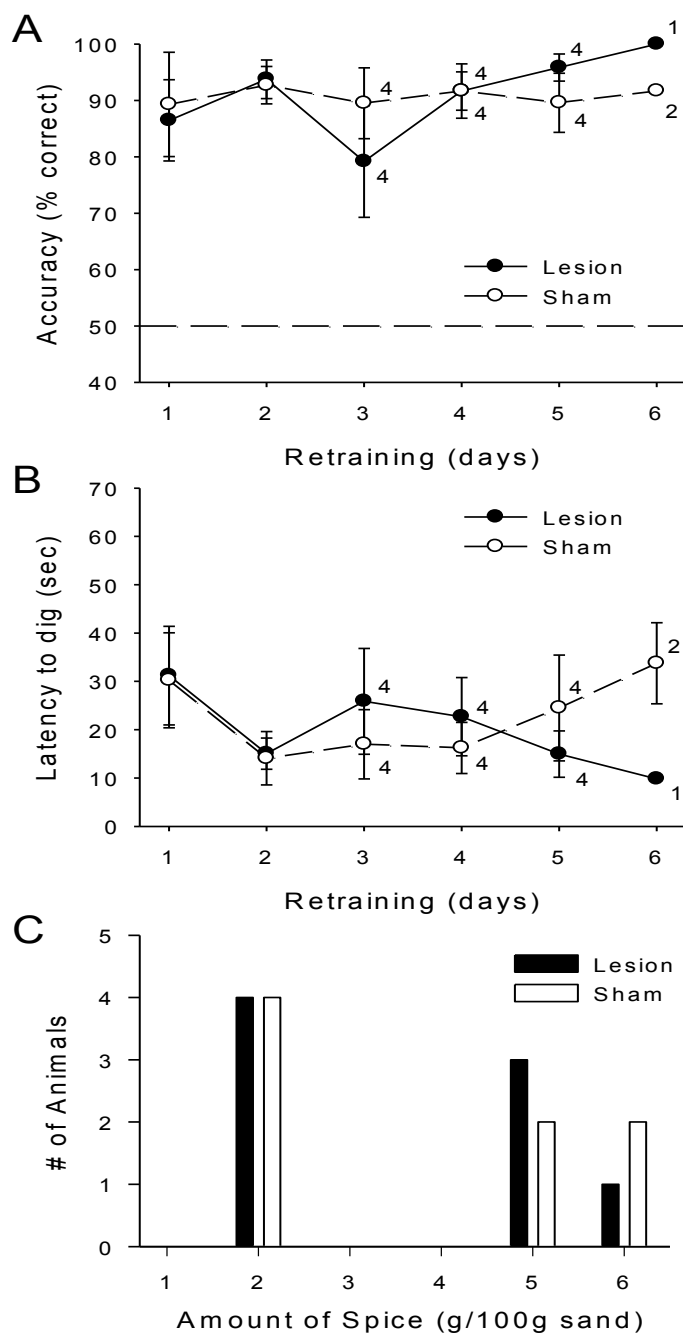 A
100
90
80
70
60
50
40
Accuracy (% correct)
4
4
4
4
4
4
1
2
Lesion
Sham
1 2 3 4 5 6
Retraining (days)
B
70
60
50
40
30
20
10
0
Latency to dig (sec)
Lesion
Sham
4
4
4
4
4
4
2
1
1 2 3 4 5 6
Retraining (days)
C
5
4
3
2
1
0
# of Animals
Lesion
Sham
1 2 3 4 5 6
Amount of Spice (g/100g sand)